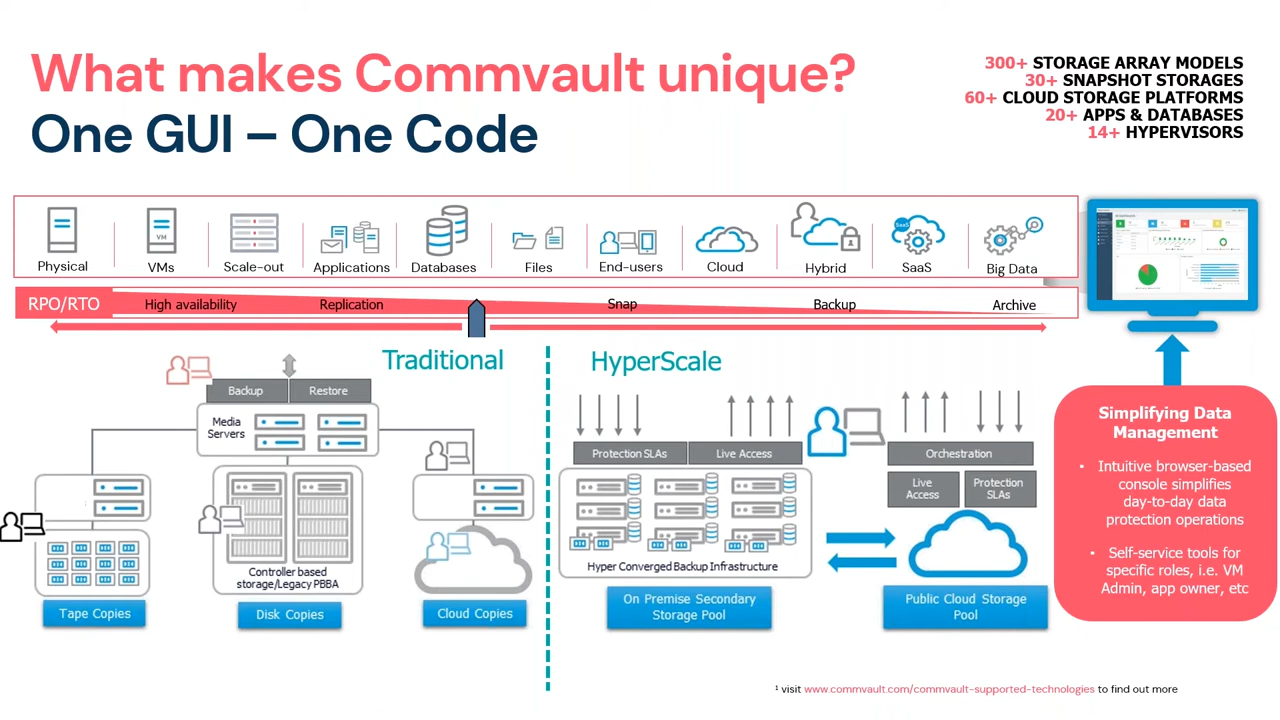 What makes Commvault unique?
One GUI – One Code
300+ STORAGE ARRAY MODELS
30+ SNAPSHOT STORAGES
60+ CLOUD STORAGE PLATFORMS
20+ APPS & DATABASES
14+ HYPERVISORS
Physical
VMs
VM
Scale-out
Applications
Databases
Files
End-users
Cloud
Hybrid
SaaS
SaaS
Big Data
RPO/RTO
High availability
Replication
Snap
Backup
Archive
Traditional
Backup
Restore
Media
Servers
Controller based
storage/Legacy PBBA
Tape Copies
Disk Copies
Cloud Copies
HyperScale
Protection SLAs
Live Access
Hyper Converged Backup Infrastructure
On Premise Secondary
Storage Pool
Orchestration
Live
Access
Protection
SLAs
Public Cloud Storage
Pool
Simplifying Data
Management
• Intuitive browser-based
console simplifies
day-to-day data
protection operations
• Self-service tools for
specific roles, i.e. VM
Admin, app owner, etc
¹ visit www.commvault.com/commvault-supported-technologies to find out more